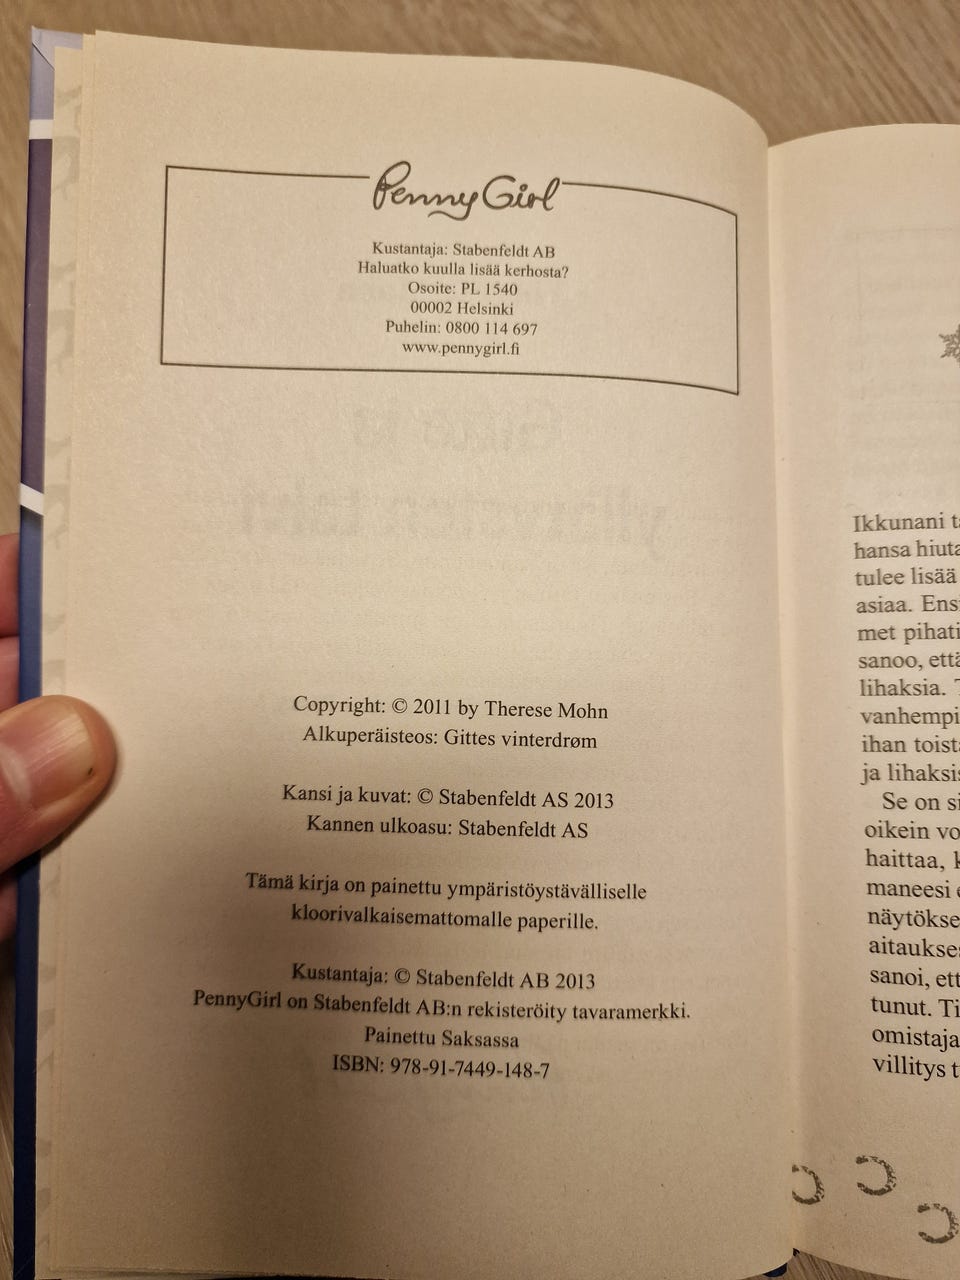 Penny Girl
Kustantaja: Stabenfeldt AB
Haluatko kuulla lisää kerhosta?
Osoite: PL 1540
00002 Helsinki
Puhelin: 0800 114 697
www.pennygirl.fi
Copyright: © 2011 by Therese Mohn
Alkuperäisteos: Gittes vinterdrøm
Kansi ja kuvat: © Stabenfeldt AS 2013
Kannen ulkoasu: Stabenfeldt AS
Tämä kirja on painettu ympäristöystävälliselle
kloorivalkaisemattomalle paperille.
Kustantaja: © Stabenfeldt AB 2013
PennyGirl on Stabenfeldt AB:n rekisteröity tavaramerkki.
Painettu Saksassa
ISBN: 978-91-7449-148-7
Ikkunani
hansa
tulee lisää
asiaa.
met
sanoo,
lihaksia.
vanhempi
ihan
ja
Se on
oikein
haittaa,
maneesi
sanoi,
tunut.
omistaja
villitys